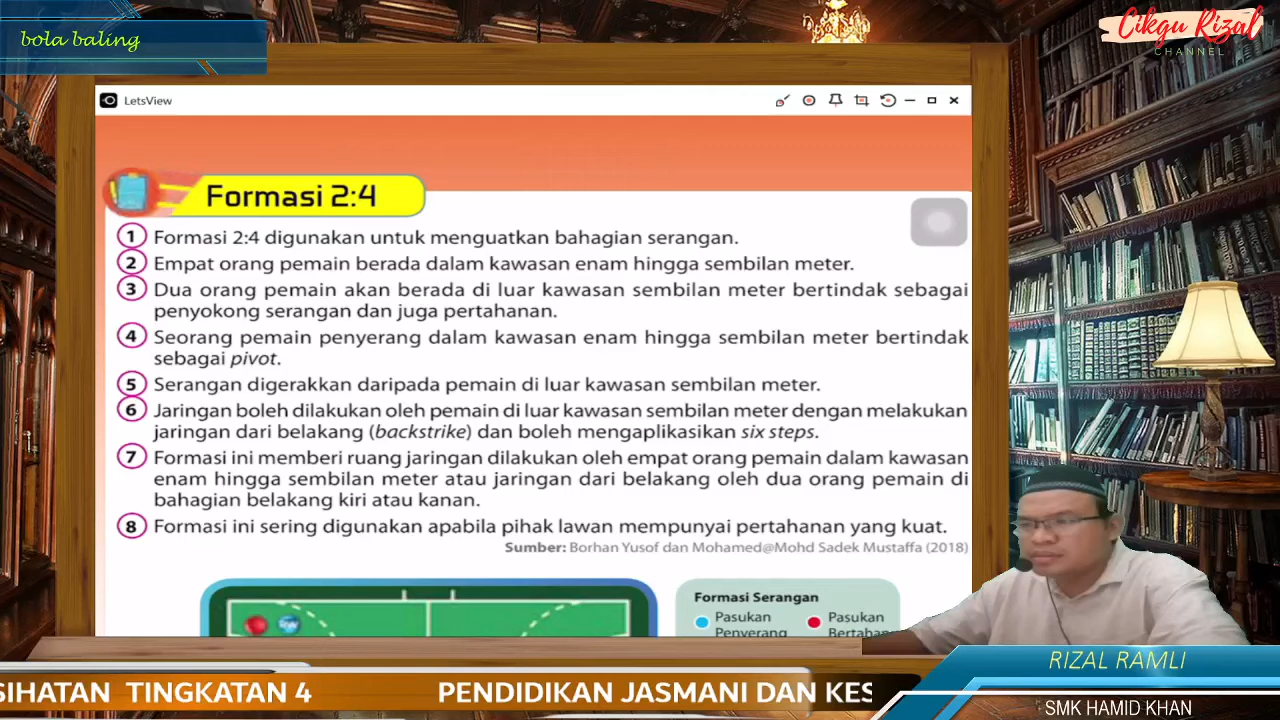 bola baling
Cikgu Rizal
CHANNEL
LetsView
Formasi 2:4
1 Formasi 2:4 digunakan untuk menguatkan bahagian serangan.
2 Empat orang pemain berada dalam kawasan enam hingga sembilan meter.
3 Dua orang pemain akan berada di luar kawasan sembilan meter bertindak sebagai
penyokong serangan dan juga pertahanan.
4 Seorang pemain penyerang dalam kawasan enam hingga sembilan meter bertindak
sebagai pivot.
5 Serangan digerakkan daripada pemain di luar kawasan sembilan meter.
6 Jaringan boleh dilakukan oleh pemain di luar kawasan sembilan meter dengan melakukan
jaringan dari belakang (backstrike) dan boleh mengaplikasikan six steps.
7 Formasi ini memberi ruang jaringan dilakukan oleh empat orang pemain dalam kawasan
enam hingga sembilan meter atau jaringan dari belakang oleh dua orang pemain di
bahagian belakang kiri atau kanan.
8 Formasi ini sering digunakan apabila pihak lawan mempunyai pertahanan yang kuat.
Sumber: Borhan Yusof dan Mohamed@Mohd Sadek Mustaffa (2018)
Formasi Serangan
Pasukan Pasukan
Penyerang Bertahan
RIZAL RAMLI
SIHATAN TINGKATAN 4 PENDIDIKAN JASMANI DAN KES
SMK HAMID KHAN